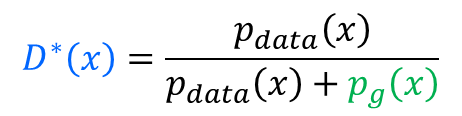 D*(x) = p_data(x) / (p_data(x) + p_g(x))